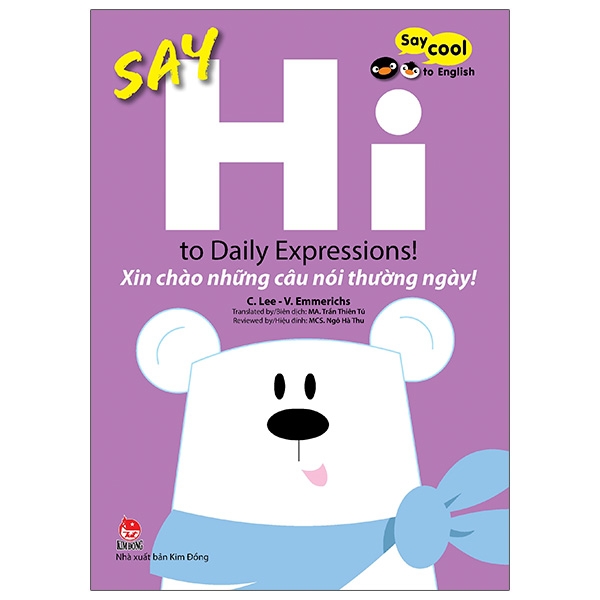 SAY
Hi
Say cool
to English
to Daily Expressions!
Xin chào những câu nói thường ngày!
C. Lee - V. Emmerichs
Translated by/Biên dịch: MA. Trần Thiên Tú
Reviewed by/Hiệu đính: MCS. Ngô Hà Thu
KIM ĐỒNG
Nhà xuất bản Kim Đồng